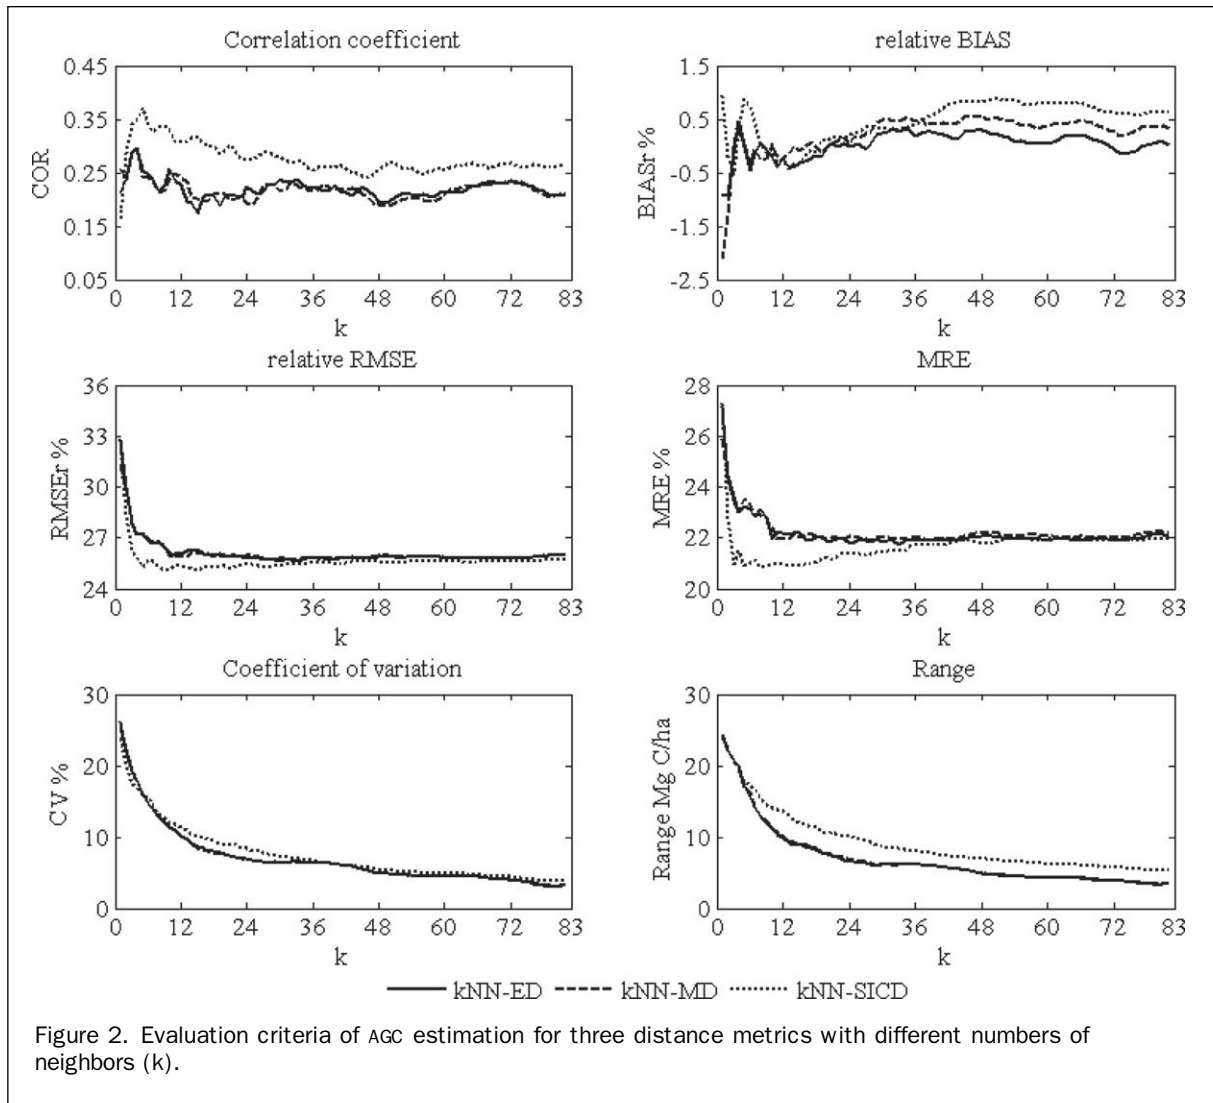 Correlation coefficient
0.45
0.35
0.25
0.15
0.05
COR
0 12 24 36 48 60 72 83
k
relative BIAS
1.5
0.5
-0.5
-1.5
-2.5
BIASr %
0 12 24 36 48 60 72 83
k
relative RMSE
36
33
30
27
24
RMSEr %
0 12 24 36 48 60 72 83
k
MRE
28
26
24
22
20
MRE %
0 12 24 36 48 60 72 83
k
Coefficient of variation
30
20
10
0
CV %
0 12 24 36 48 60 72 83
k
Range
30
20
10
0
Range Mg C/ha
0 12 24 36 48 60 72 83
k
kNN-ED kNN-MD kNN-SICD
Figure 2. Evaluation criteria of AGC estimation for three distance metrics with different numbers of
neighbors (k).